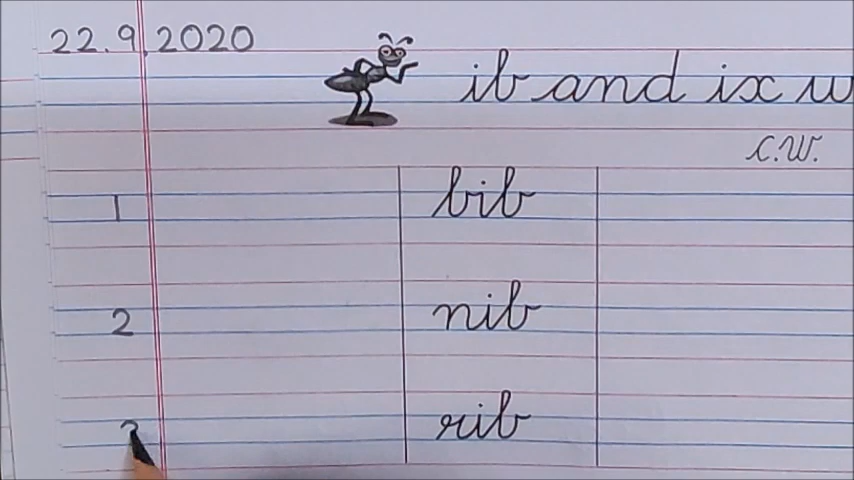 22.9.2020
ib and ix w
c.w.
1 bib
2 nib
rib